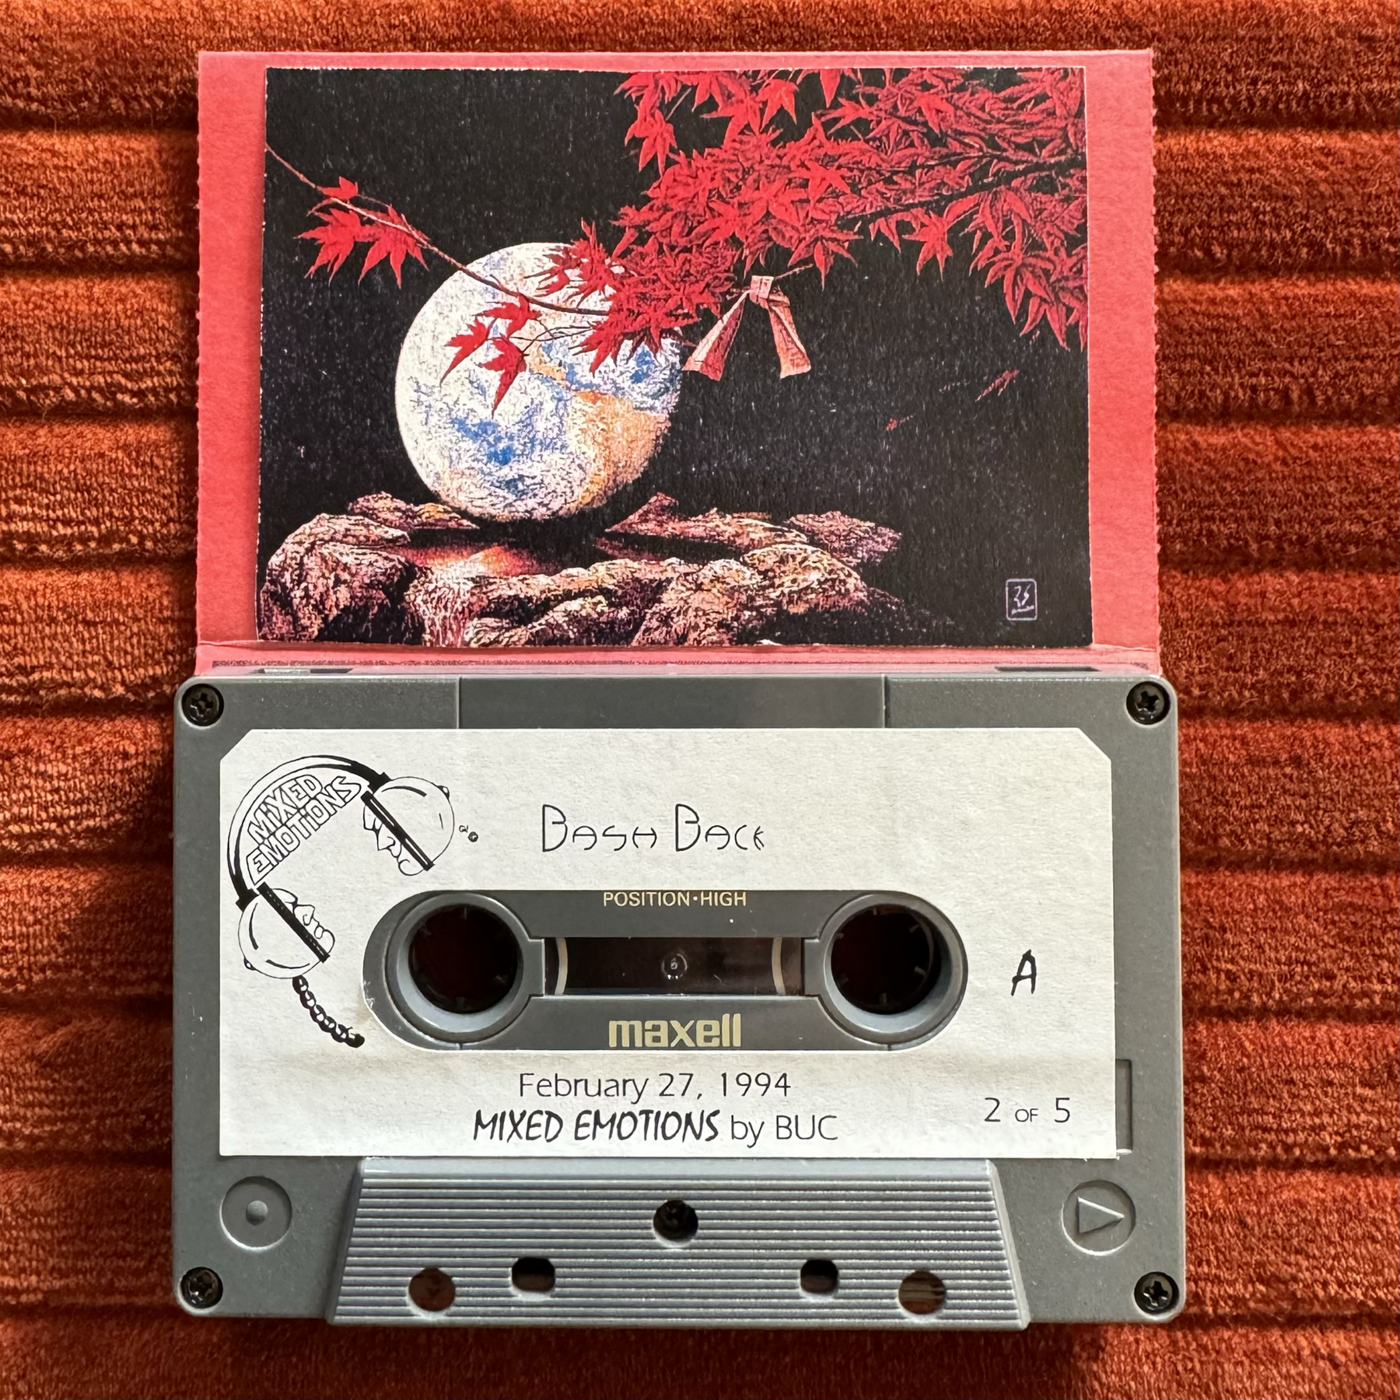 MIXED
EMOTIONS
BASH BACK
POSITION·HIGH
A
maxell
February 27, 1994
MIXED EMOTIONS by BUC
2 OF 5